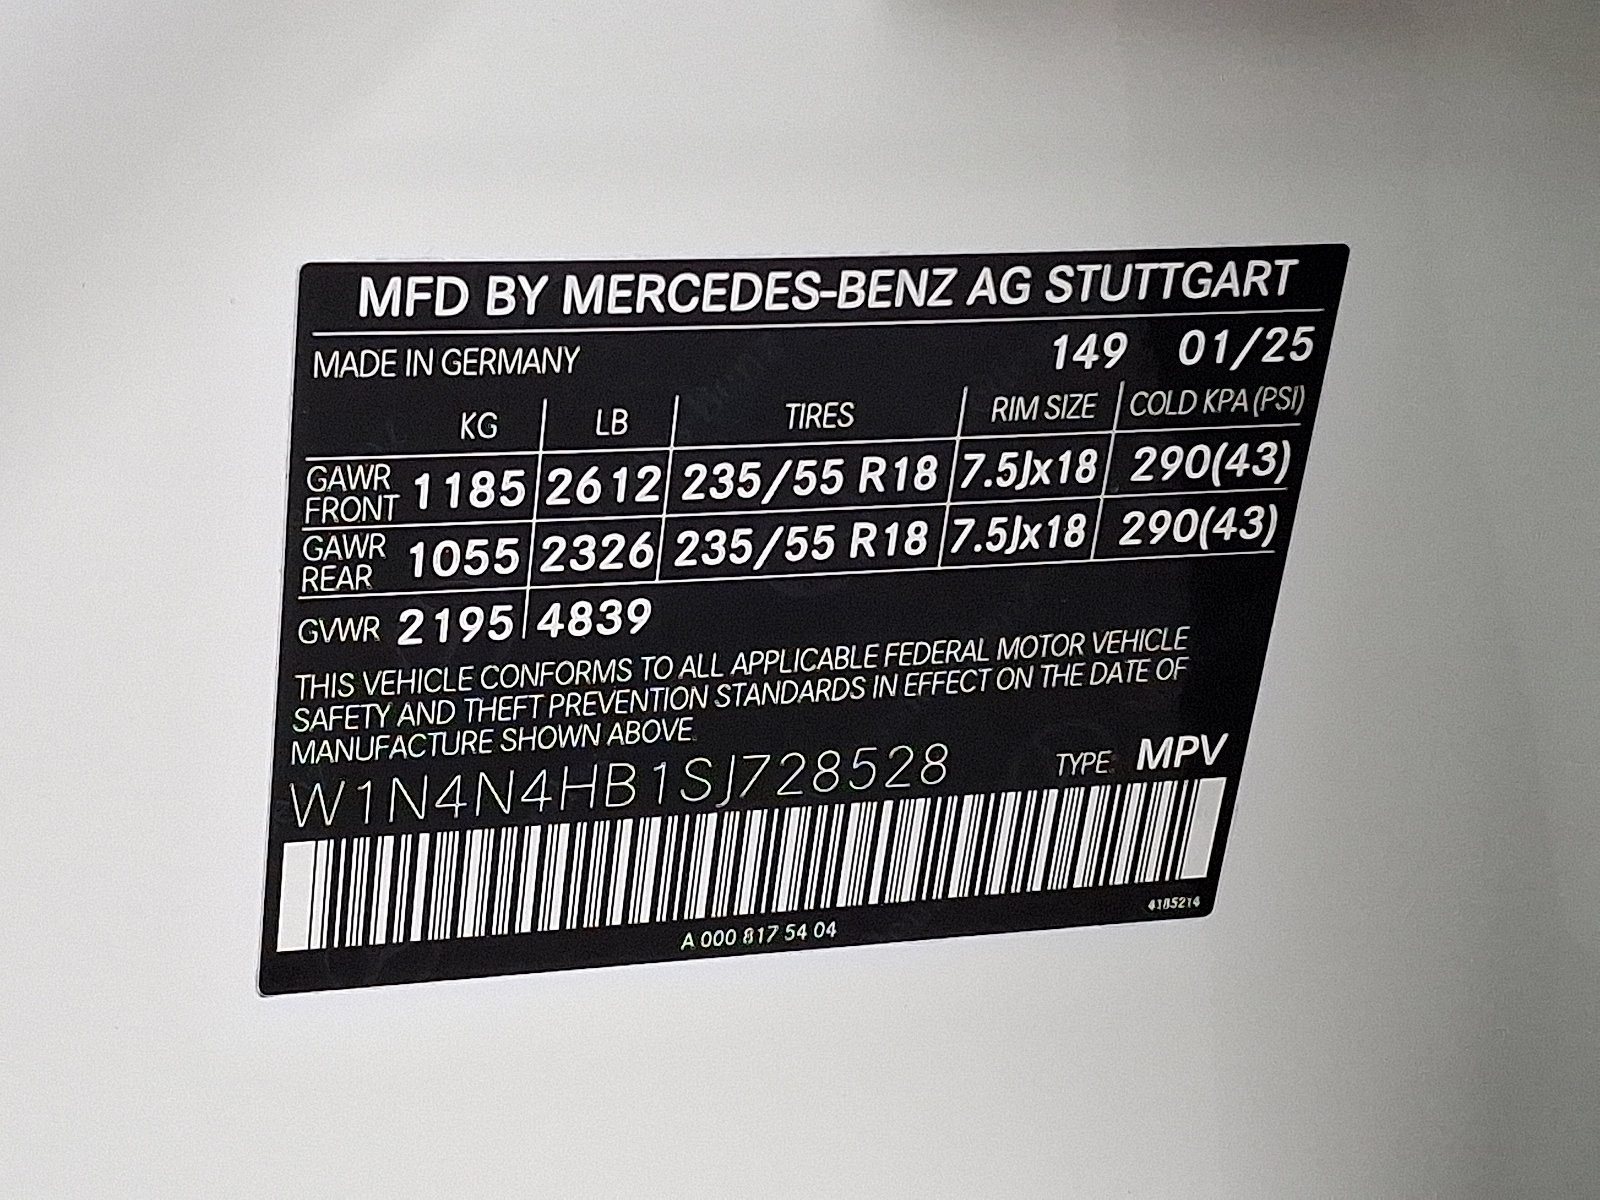 MFD BY MERCEDES-BENZ AG STUTTGART
MADE IN GERMANY 149 01/25
KG LB TIRES RIM SIZE COLD KPA (PSI)
GAWR FRONT 1185 2612 235/55 R18 7.5Jx18 290(43)
GAWR REAR 1055 2326 235/55 R18 7.5Jx18 290(43)
GVWR 2195 4839
THIS VEHICLE CONFORMS TO ALL APPLICABLE FEDERAL MOTOR VEHICLE
SAFETY AND THEFT PREVENTION STANDARDS IN EFFECT ON THE DATE OF
MANUFACTURE SHOWN ABOVE.
W1N4N4HB1SJ728528 TYPE: MPV
A 000 817 54 04
4185214